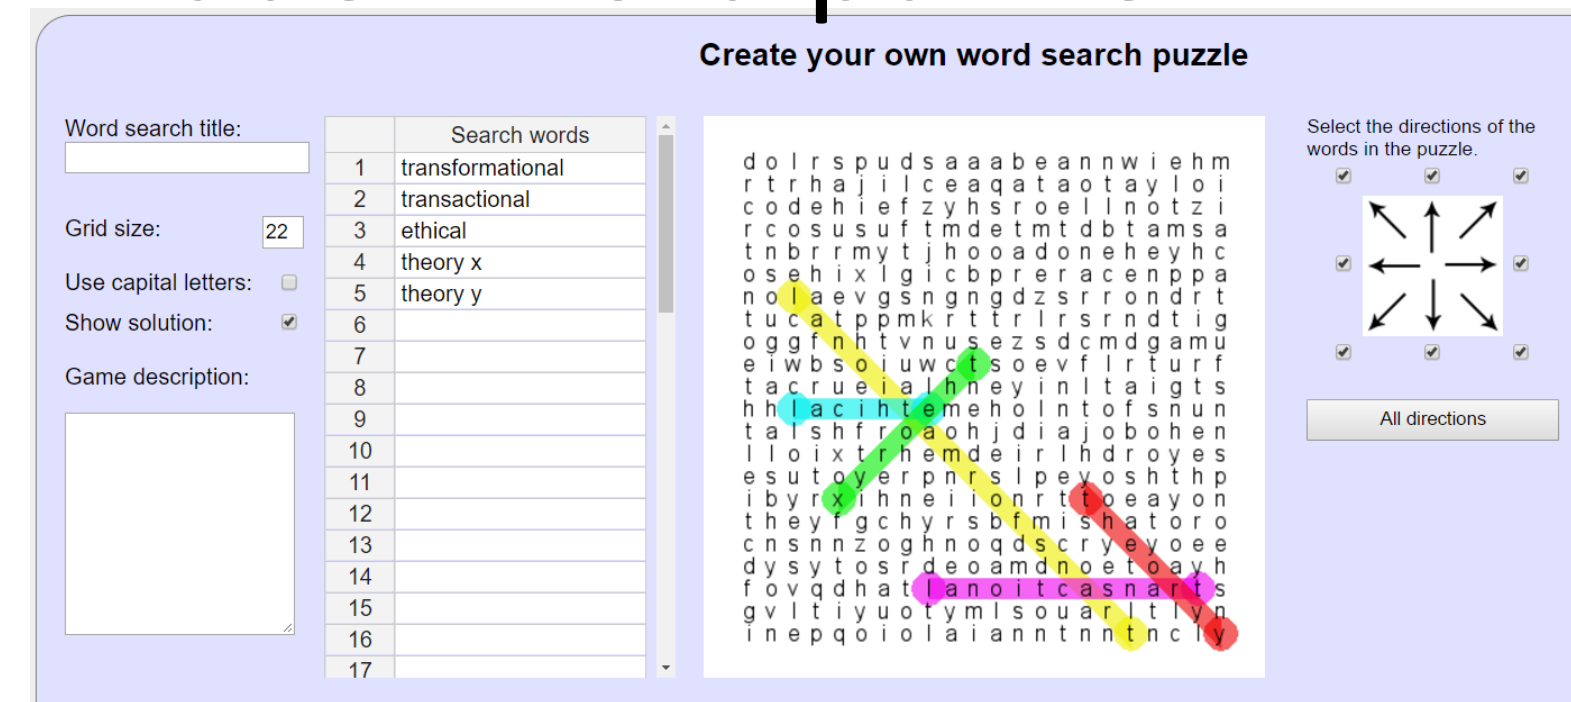 Create your own word search puzzle
Word search title:
Grid size:
22
Use capital letters:
Show solution:
Game description:
Search words
1 transformational
2 transactional
3 ethical
4 theory x
5 theory y
6
7
8
9
10
11
12
13
14
15
16
17
d o l r s p u d s a a a b e a n n w i e h m
r t r h a j i l c e a q a t a o t a y l o i
c o d e h i e f z y h s r o e l l n o t z i
r c o s u s u f t m d e t m t d b t a m s a
t n b r r m y t j h o o a d o n e h e y h c
o s e h i x l g i c b p r e r a c e n p p a
n o l a e v g s n g n g d z s r r o n d r t
t u c a t p p m k r t t r l r s r n d t i g
o g g f n h t v n u s e z s d c m d g a m u
e i w b s o i u w c t s o e v f l r t u r f
t a c r u e i a l h n e y i n l t a i g t s
h h l a c i h t e m e h o l n t o f s n u n
t a l s h f r o a o h j d i a j o b o h e n
l l o i x t r h e m d e i r l h d r o y e s
e s u t o y e r p n r s l p e y o s h t h p
i b y r x i h n e i i o n r t t o e a y o n
t h e y f g c h y r s b f m i s h a t o r o
c n s n n z o g h n o q d s c r y e y o e e
d y s y t o s r d e o a m d n o e t o a y h
f o v q d h a t l a n o i t c a s n a r t s
g v l t i y u o t y m l s o u a r l t l y n
i n e p q o i o l a i a n n t n n t n c l y
Select the directions of the
words in the puzzle.
All directions